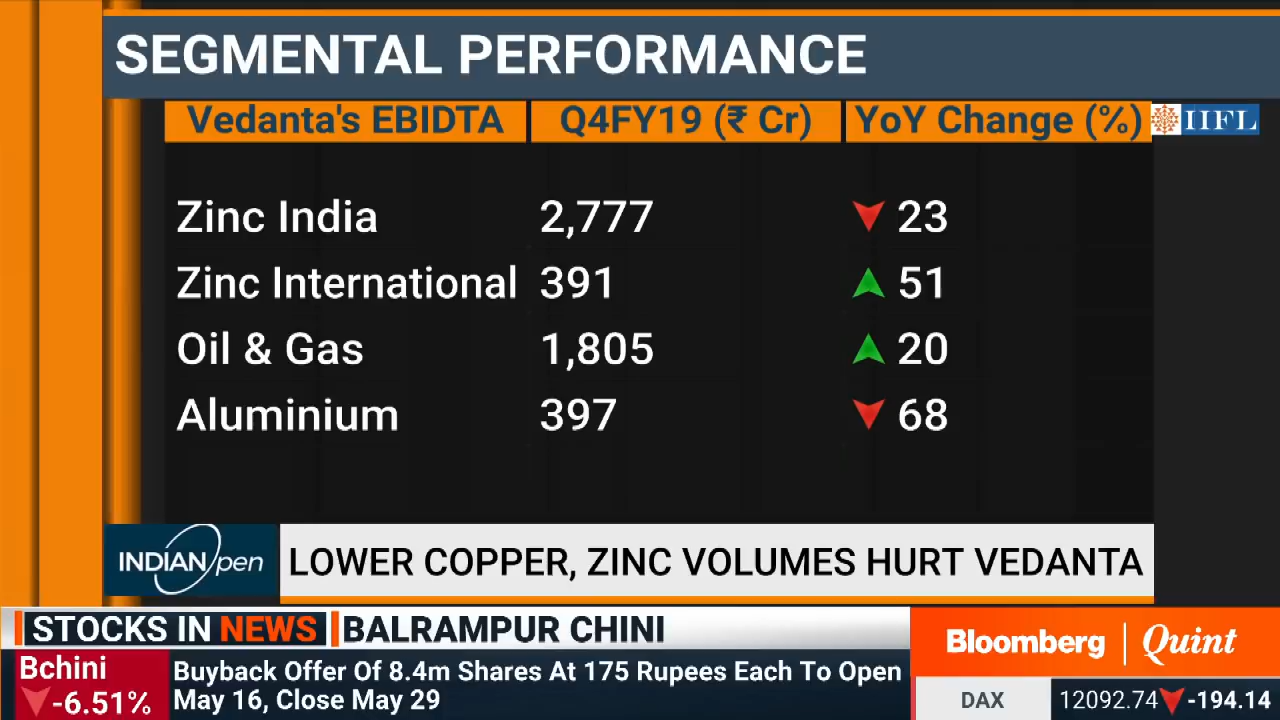 SEGMENTAL PERFORMANCE
Vedanta's EBIDTA Q4FY19 (₹ Cr) YoY Change (%) IIFL
Zinc India 2,777 23
Zinc International 391 51
Oil & Gas 1,805 20
Aluminium 397 68
INDIAN Open LOWER COPPER, ZINC VOLUMES HURT VEDANTA
STOCKS IN NEWS BALRAMPUR CHINI
Bloomberg | Quint
Bchini
-6.51%
Buyback Offer Of 8.4m Shares At 175 Rupees Each To Open
May 16, Close May 29
DAX 12092.74 -194.14